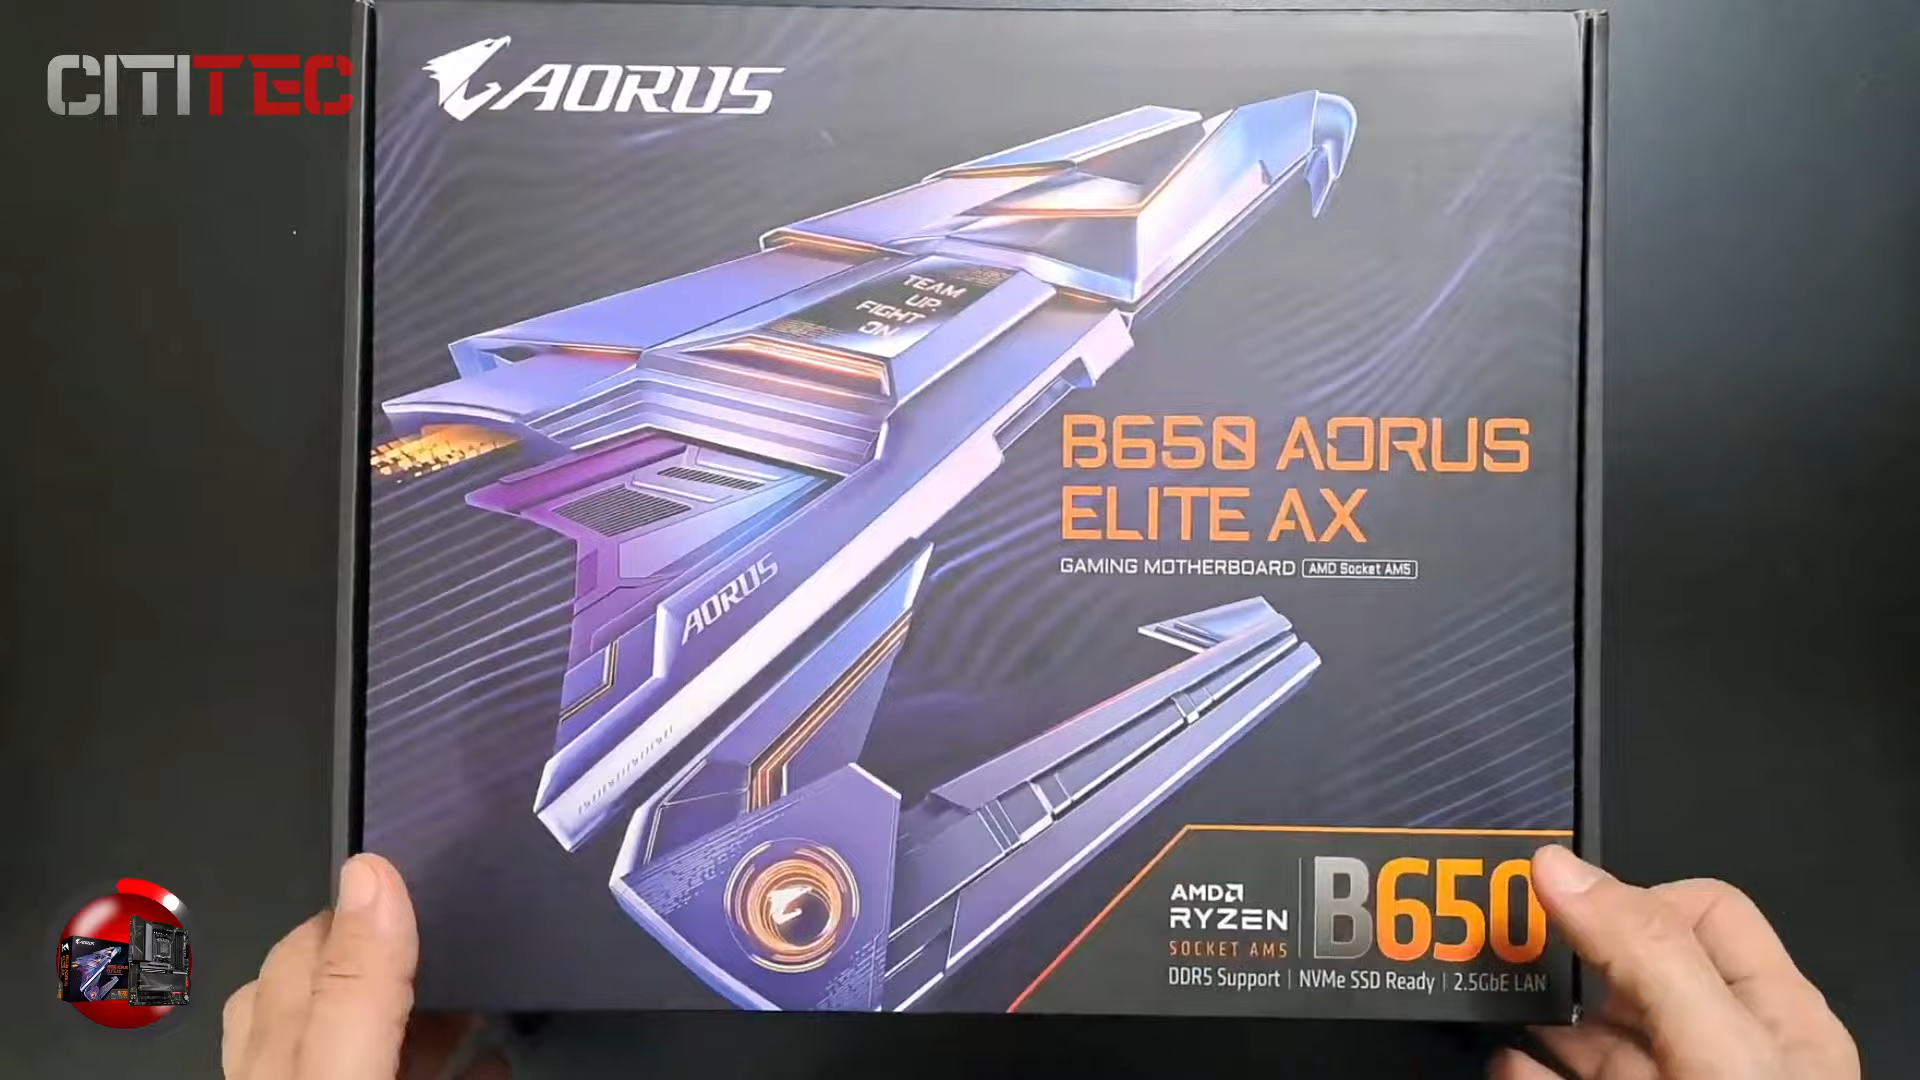 CITITEC
AORUS
TEAM
UP.
FIGHT
ON.
B650 AORUS
ELITE AX
GAMING MOTHERBOARD AMD Socket AM5
AORUS
AMD
RYZEN
SOCKET AM5
B650
DDR5 Support | NVMe SSD Ready | 2.5GbE LAN